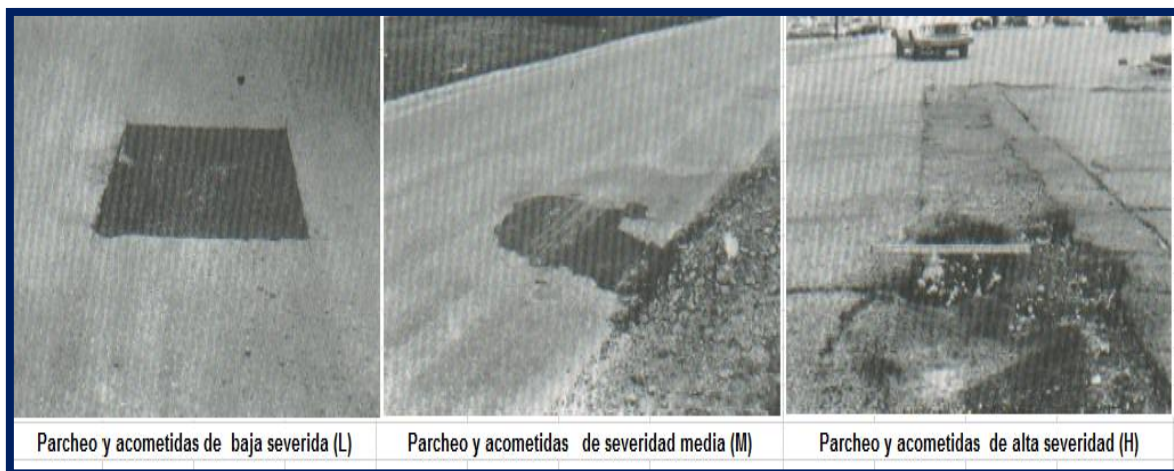 Parcheo y acometidas de baja severida (L)
Parcheo y acometidas de severidad media (M)
Parcheo y acometidas de alta severidad (H)